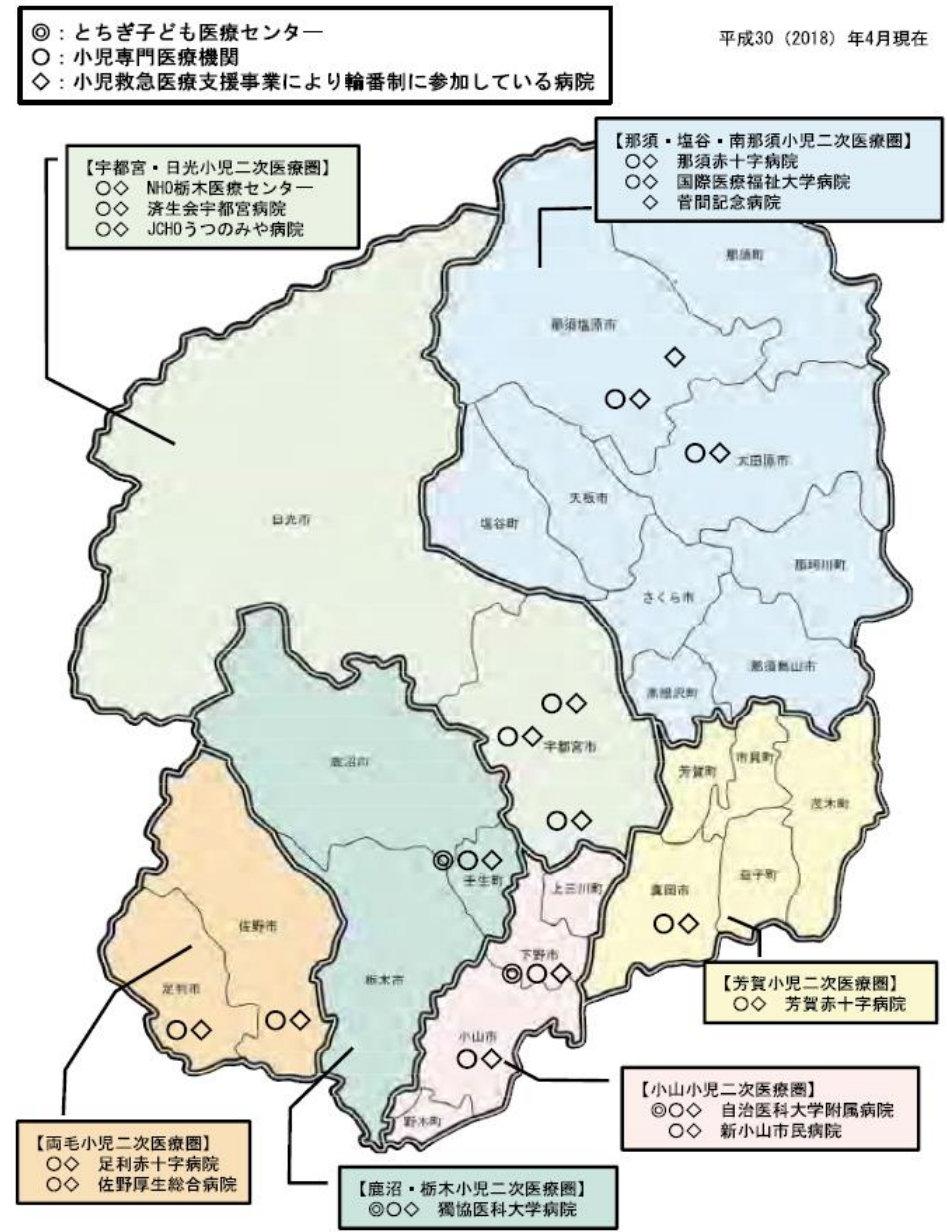 ◎：とちぎ子ども医療センター
○：小児専門医療機関
◇：小児救急医療支援事業により輪番制に参加している病院
平成30（2018）年4月現在
【宇都宮・日光小児二次医療圏】
○◇ NHO栃木医療センター
○◇ 済生会宇都宮病院
○◇ JCHOうつのみや病院
【那須・塩谷・南那須小児二次医療圏】
○◇ 那須赤十字病院
○◇ 国際医療福祉大学病院
◇ 菅間記念病院
那須町
那須塩原市
◇
○◇
○◇ 大田原市
矢板市
塩谷町
日光市
那珂川町
さくら市
那須烏山市
高根沢町
○◇
○◇ 宇都宮市
○◇
鹿沼市
芳賀町
市貝町
茂木町
◎○◇
壬生町
上三川町
真岡市
○◇
益子町
佐野市
○◇
足利市
○◇
栃木市
下野市
◎○◇
小山市
○◇
野木町
【芳賀小児二次医療圏】
○◇ 芳賀赤十字病院
【小山小児二次医療圏】
◎○◇ 自治医科大学附属病院
○◇ 新小山市民病院
【両毛小児二次医療圏】
○◇ 足利赤十字病院
○◇ 佐野厚生総合病院
【鹿沼・栃木小児二次医療圏】
◎○◇ 獨協医科大学病院